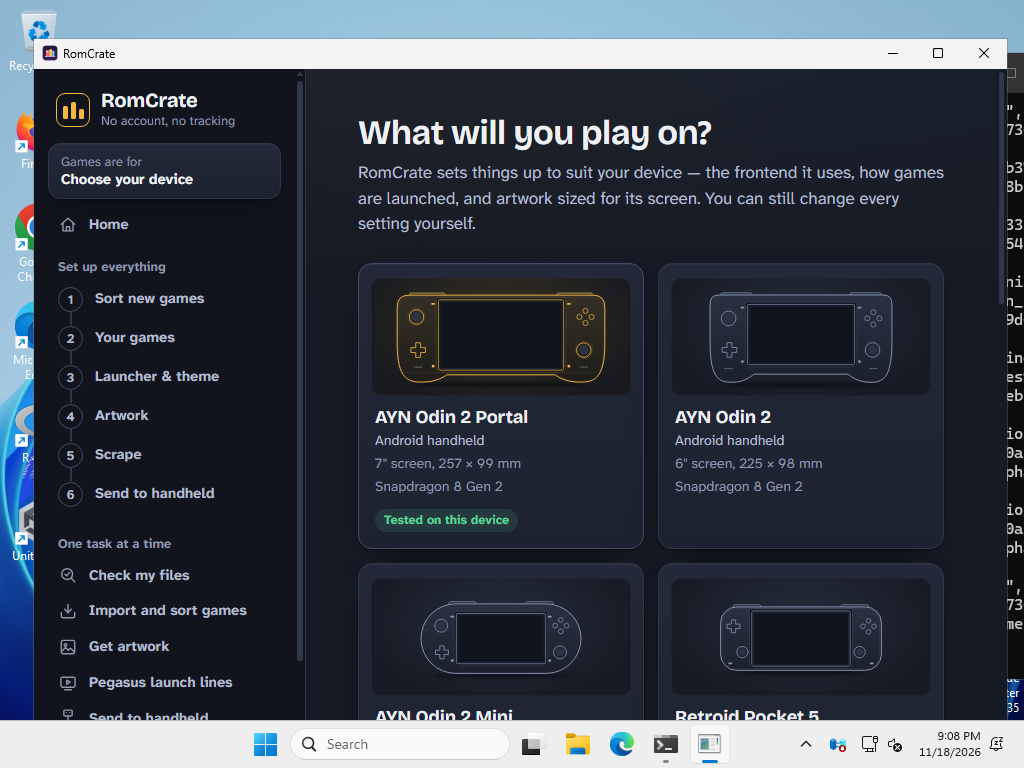 RomCrate
RomCrate
No account, no tracking
Games are for
Choose your device
Home
Set up everything
1 Sort new games
2 Your games
3 Launcher & theme
4 Artwork
5 Scrape
6 Send to handheld
One task at a time
Check my files
Import and sort games
Get artwork
Pegasus launch lines
Send to handheld
What will you play on?
RomCrate sets things up to suit your device — the frontend it uses, how games
are launched, and artwork sized for its screen. You can still change every
setting yourself.
AYN Odin 2 Portal
Android handheld
7" screen, 257 × 99 mm
Snapdragon 8 Gen 2
Tested on this device
AYN Odin 2
Android handheld
6" screen, 225 × 98 mm
Snapdragon 8 Gen 2
AYN Odin 2 Mini
Retroid Pocket 5
Search
9:08 PM
11/18/2026